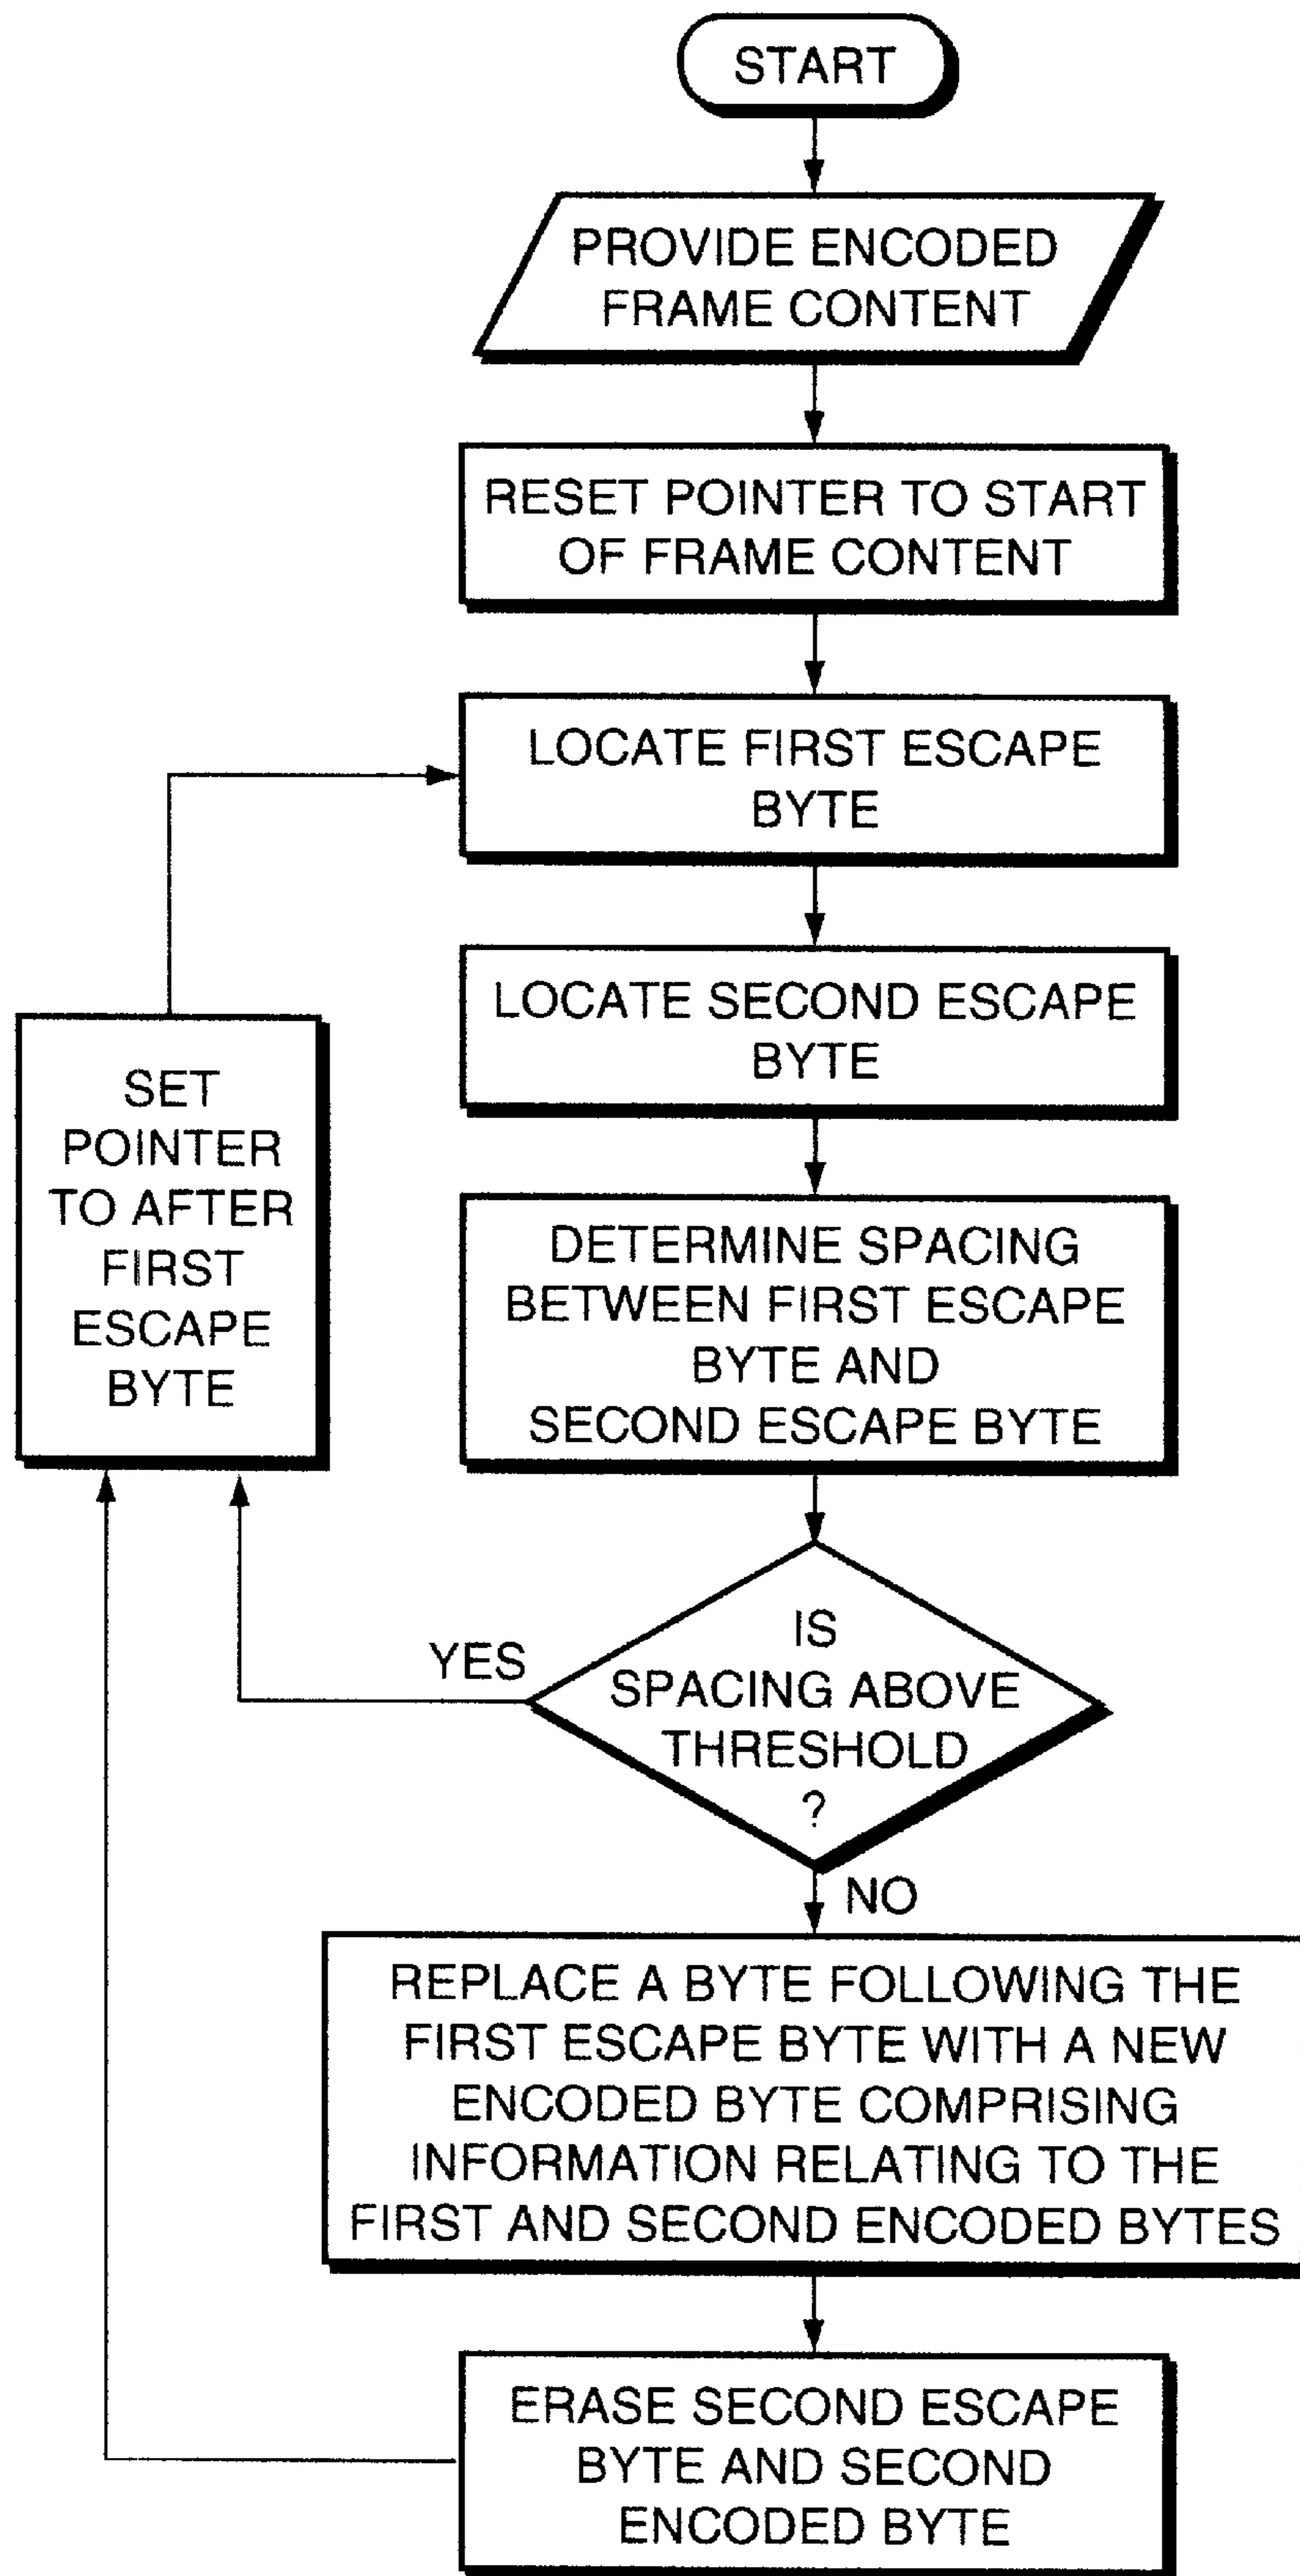 START
PROVIDE ENCODED
FRAME CONTENT
RESET POINTER TO START
OF FRAME CONTENT
LOCATE FIRST ESCAPE
BYTE
LOCATE SECOND ESCAPE
BYTE
SET
POINTER
TO AFTER
FIRST
ESCAPE
BYTE
DETERMINE SPACING
BETWEEN FIRST ESCAPE
BYTE AND
SECOND ESCAPE BYTE
IS
SPACING ABOVE
THRESHOLD
?
YES
NO
REPLACE A BYTE FOLLOWING THE
FIRST ESCAPE BYTE WITH A NEW
ENCODED BYTE COMPRISING
INFORMATION RELATING TO THE
FIRST AND SECOND ENCODED BYTES
ERASE SECOND ESCAPE
BYTE AND SECOND
ENCODED BYTE